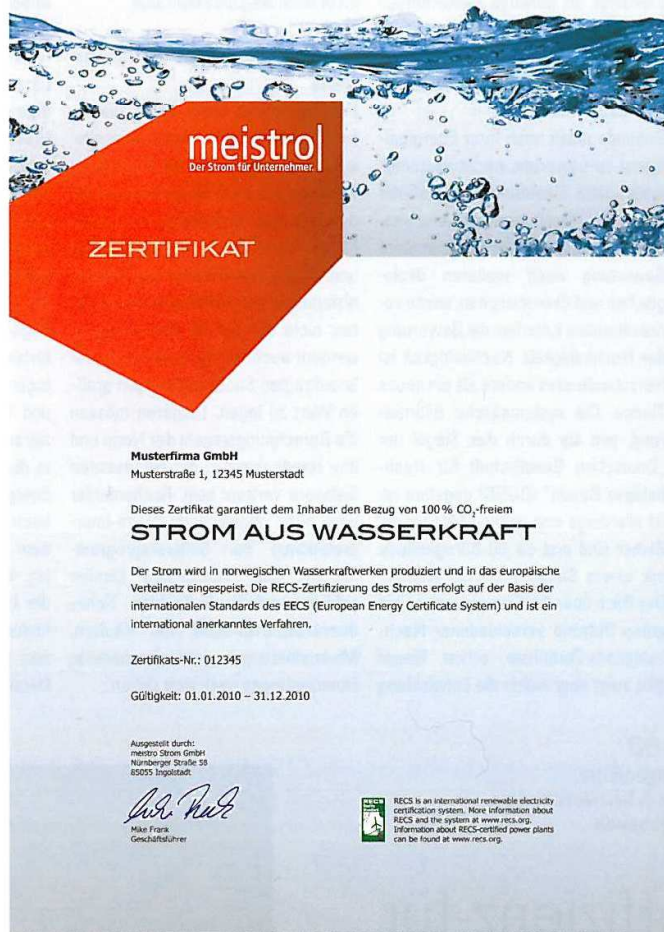 meistro
Der Strom für Unternehmer.
ZERTIFIKAT
Musterfirma GmbH
Musterstraße 1, 12345 Musterstadt
Dieses Zertifikat garantiert dem Inhaber den Bezug von 100 % CO₂-freiem
STROM AUS WASSERKRAFT
Der Strom wird in norwegischen Wasserkraftwerken produziert und in das europäische
Verbundnetz eingespeist. Die RECS-Zertifizierung des Stroms erfolgt auf der Basis der
internationalen Standards des EECS (European Energy Certificate System) und ist ein
international anerkanntes Verfahren.
Zertifikats-Nr.: 012345
Gültigkeit: 01.01.2010 – 31.12.2010
Ausgestellt durch:
meistro Strom GmbH
Nürnberger Straße 58
85055 Ingolstadt
Mike Frank
Geschäftsführer
RECS
RECS is an international renewable electricity
certification system. More information about
RECS and the system at www.recs.org.
Information about RECS-certified power plants
can be found at www.recs.org.